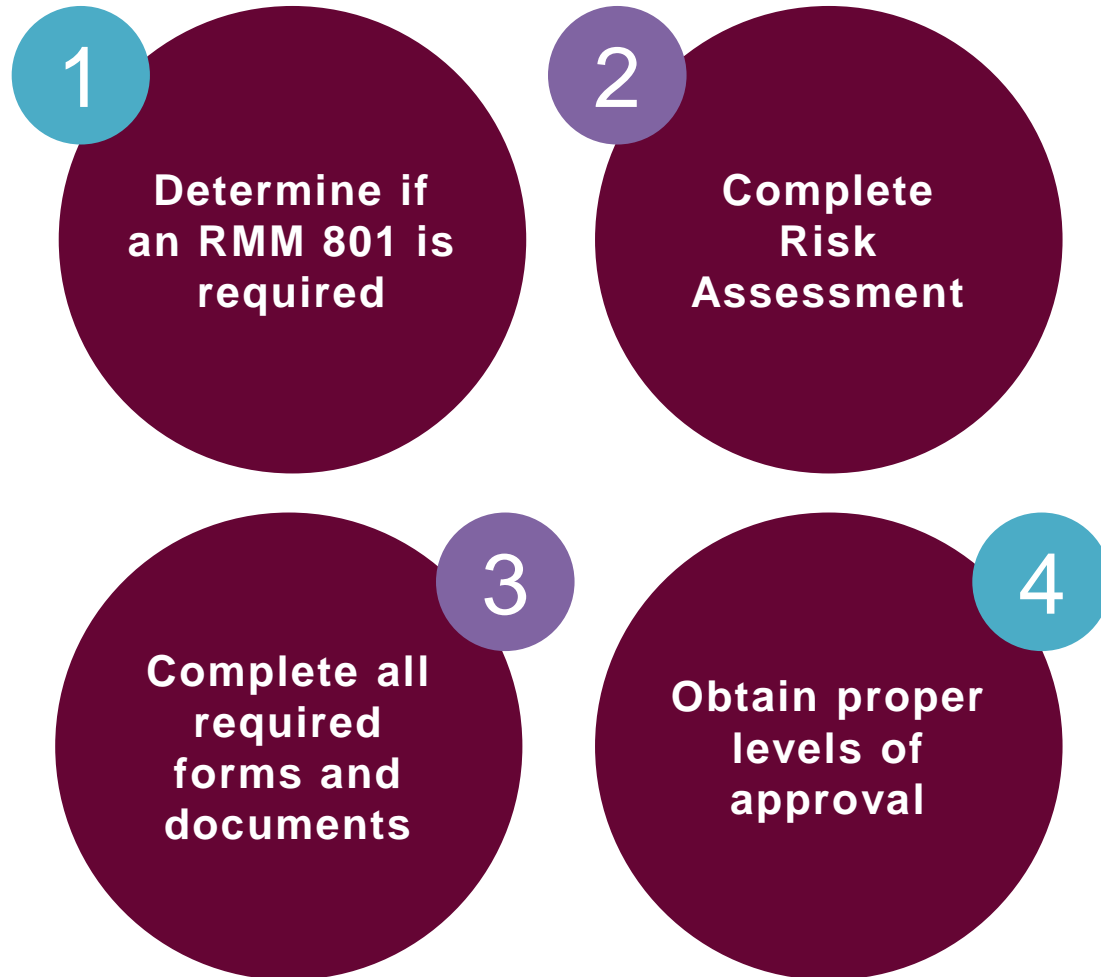 1
Determine if
an RMM 801 is
required
2
Complete
Risk
Assessment
3
Complete all
required
forms and
documents
4
Obtain proper
levels of
approval